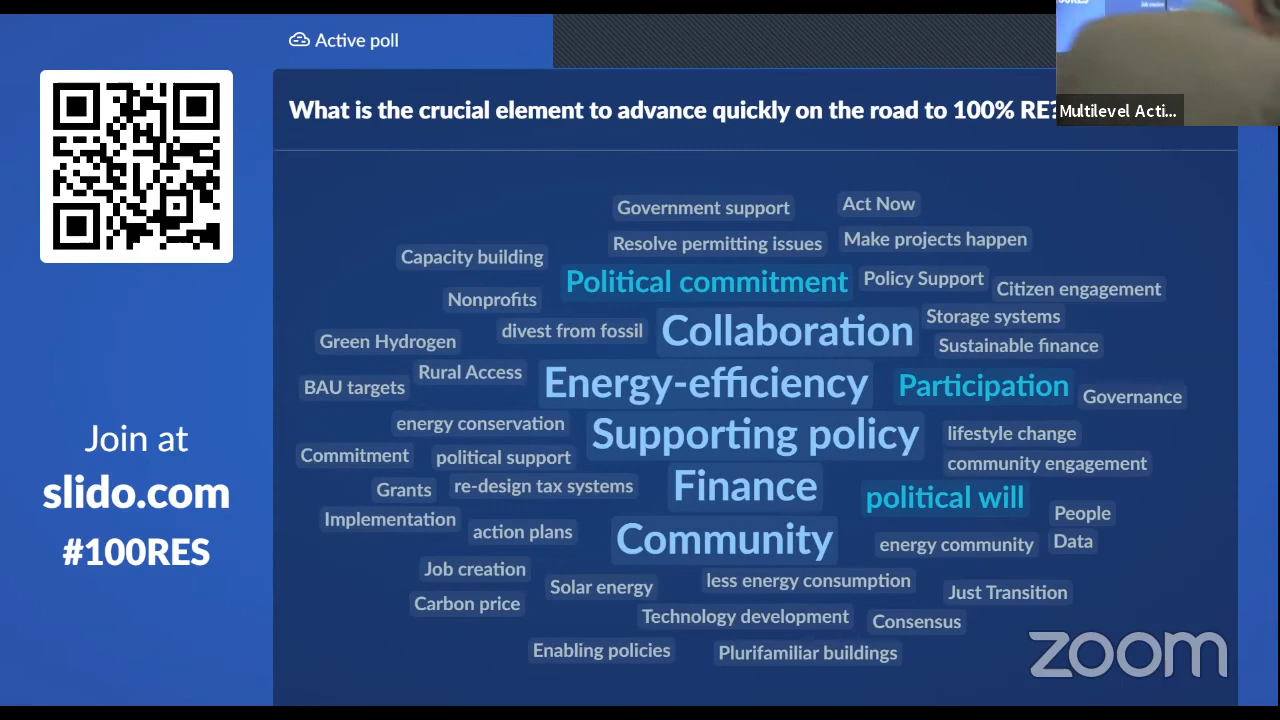 Active poll
What is the crucial element to advance quickly on the road to 100% RE?
Multilevel Acti...
Government support
Act Now
Resolve permitting issues
Make projects happen
Capacity building
Political commitment
Policy Support
Citizen engagement
Nonprofits
divest from fossil
Collaboration
Storage systems
Green Hydrogen
Sustainable finance
Rural Access
BAU targets
Energy-efficiency
Participation
Governance
energy conservation
Supporting policy
lifestyle change
Commitment
political support
community engagement
Grants
re-design tax systems
Finance
political will
Implementation
action plans
People
Community
energy community
Data
Job creation
Solar energy
less energy consumption
Just Transition
Carbon price
Technology development
Consensus
Enabling policies
Plurifamiliar buildings
Join at
slido.com
#100RES
zoom